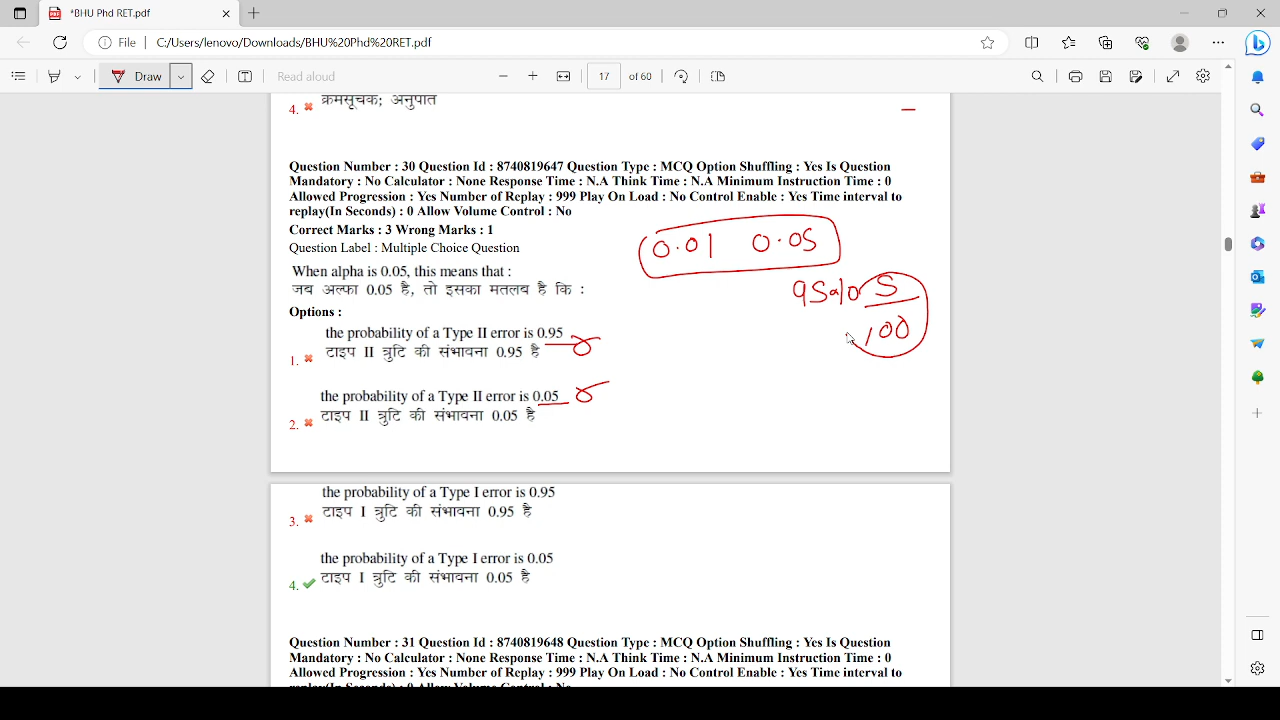 *BHU Phd RET.pdf
File C:/Users/lenovo/Downloads/BHU%20Phd%20RET.pdf
Draw Read aloud 17 of 60
4. क्रमसूचक; अनुपात
Question Number : 30 Question Id : 8740819647 Question Type : MCQ Option Shuffling : Yes Is Question
Mandatory : No Calculator : None Response Time : N.A Think Time : N.A Minimum Instruction Time : 0
Allowed Progression : Yes Number of Replay : 999 Play On Load : No Control Enable : Yes Time interval to
replay(In Seconds) : 0 Allow Volume Control : No
Correct Marks : 3 Wrong Marks : 1
Question Label : Multiple Choice Question
0.01 0.05
When alpha is 0.05, this means that :
जब अल्फा 0.05 है, तो इसका मतलब है कि :
95% 5
100
Options :
the probability of a Type II error is 0.95
टाइप II त्रुटि की संभावना 0.95 है
1.
the probability of a Type II error is 0.05
टाइप II त्रुटि की संभावना 0.05 है
2.
the probability of a Type I error is 0.95
टाइप I त्रुटि की संभावना 0.95 है
3.
the probability of a Type I error is 0.05
टाइप I त्रुटि की संभावना 0.05 है
4.
Question Number : 31 Question Id : 8740819648 Question Type : MCQ Option Shuffling : Yes Is Question
Mandatory : No Calculator : None Response Time : N.A Think Time : N.A Minimum Instruction Time : 0
Allowed Progression : Yes Number of Replay : 999 Play On Load : No Control Enable : Yes Time interval to